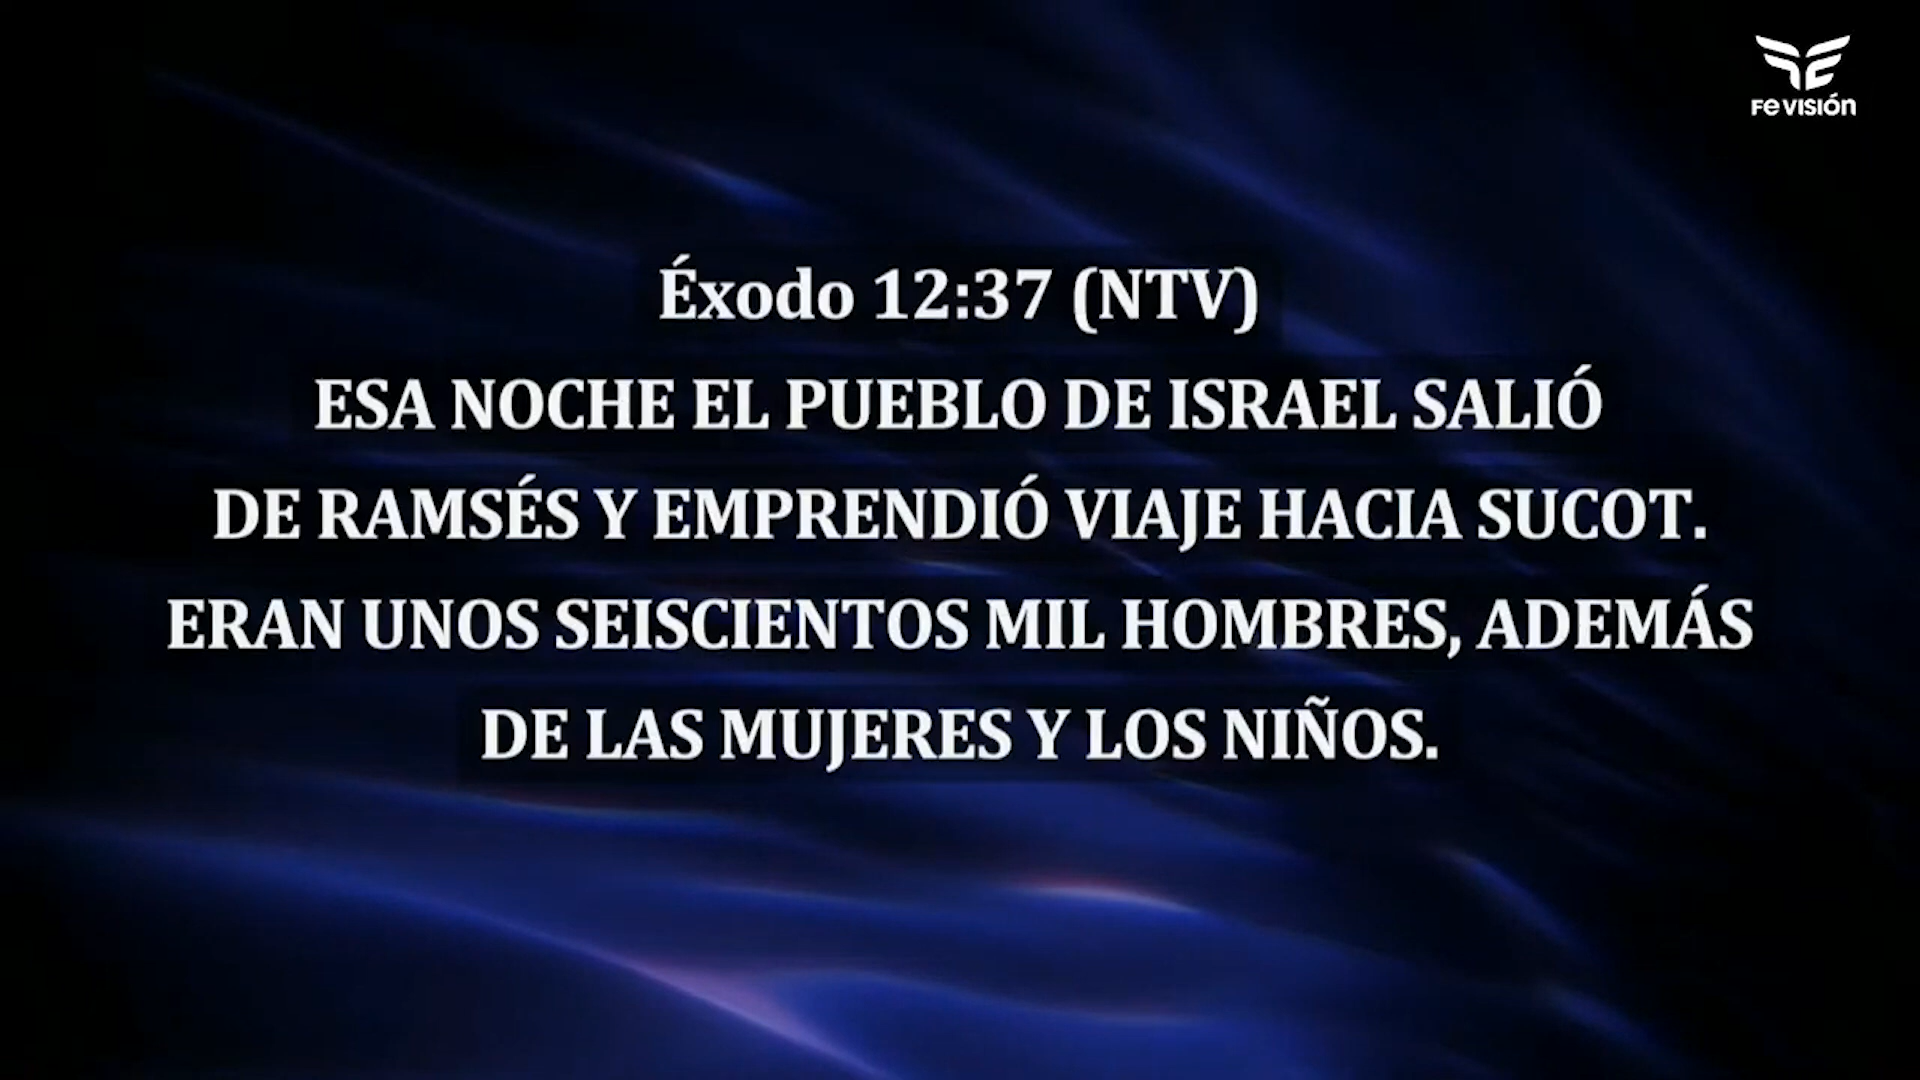 FE VISIÓN
Éxodo 12:37 (NTV)
ESA NOCHE EL PUEBLO DE ISRAEL SALIÓ
DE RAMSÉS Y EMPRENDIÓ VIAJE HACIA SUCOT.
ERAN UNOS SEISCIENTOS MIL HOMBRES, ADEMÁS
DE LAS MUJERES Y LOS NIÑOS.